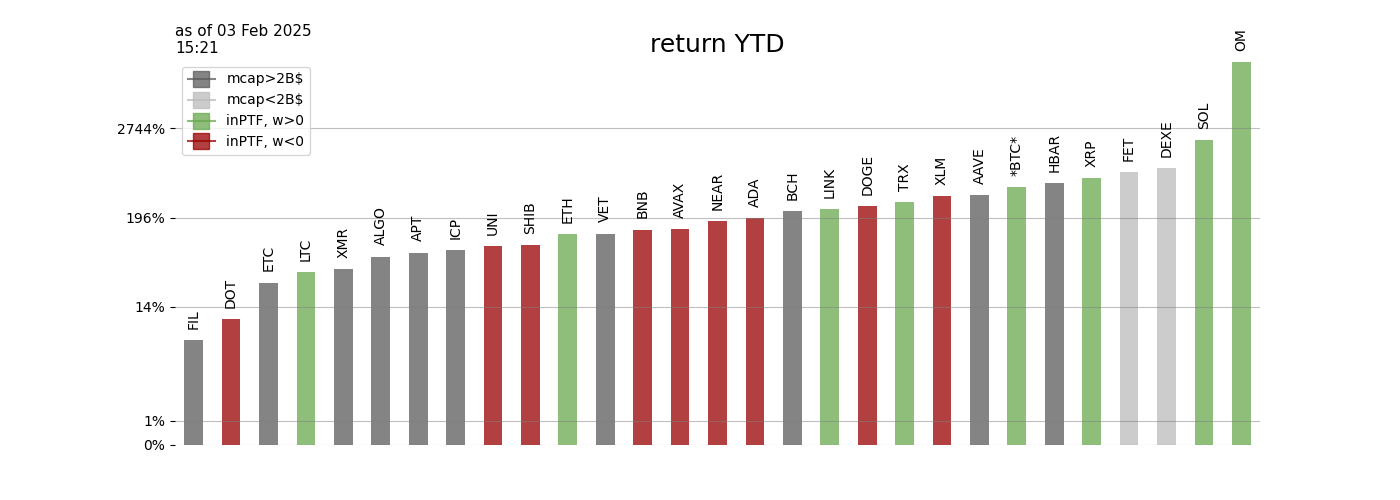 as of 03 Feb 2025
15:21
return YTD
mcap>2B$
mcap<2B$
inPTF, w>0
inPTF, w<0
2744%
196%
14%
1%
0%
FIL
DOT
ETC
LTC
XMR
ALGO
APT
ICP
UNI
SHIB
ETH
VET
BNB
AVAX
NEAR
ADA
BCH
LINK
DOGE
TRX
XLM
AAVE
*BTC*
HBAR
XRP
FET
DEXE
SOL
OM